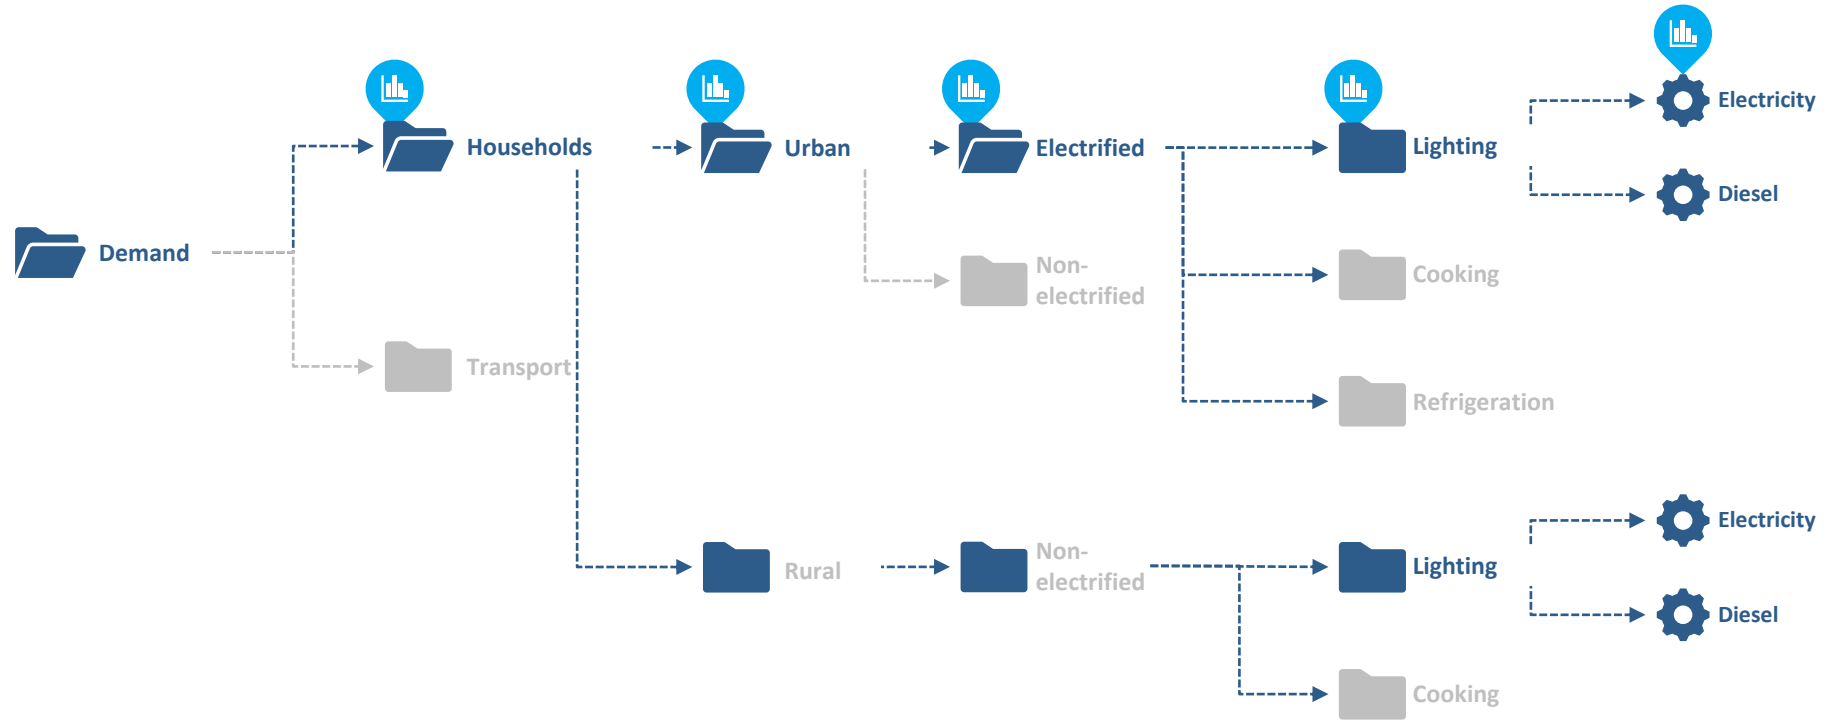 Electricity
Households
Urban
Electrified
Lighting
Diesel
Demand
Non-
electrified
Cooking
Transport
Refrigeration
Electricity
Rural
Non-
electrified
Lighting
Diesel
Cooking